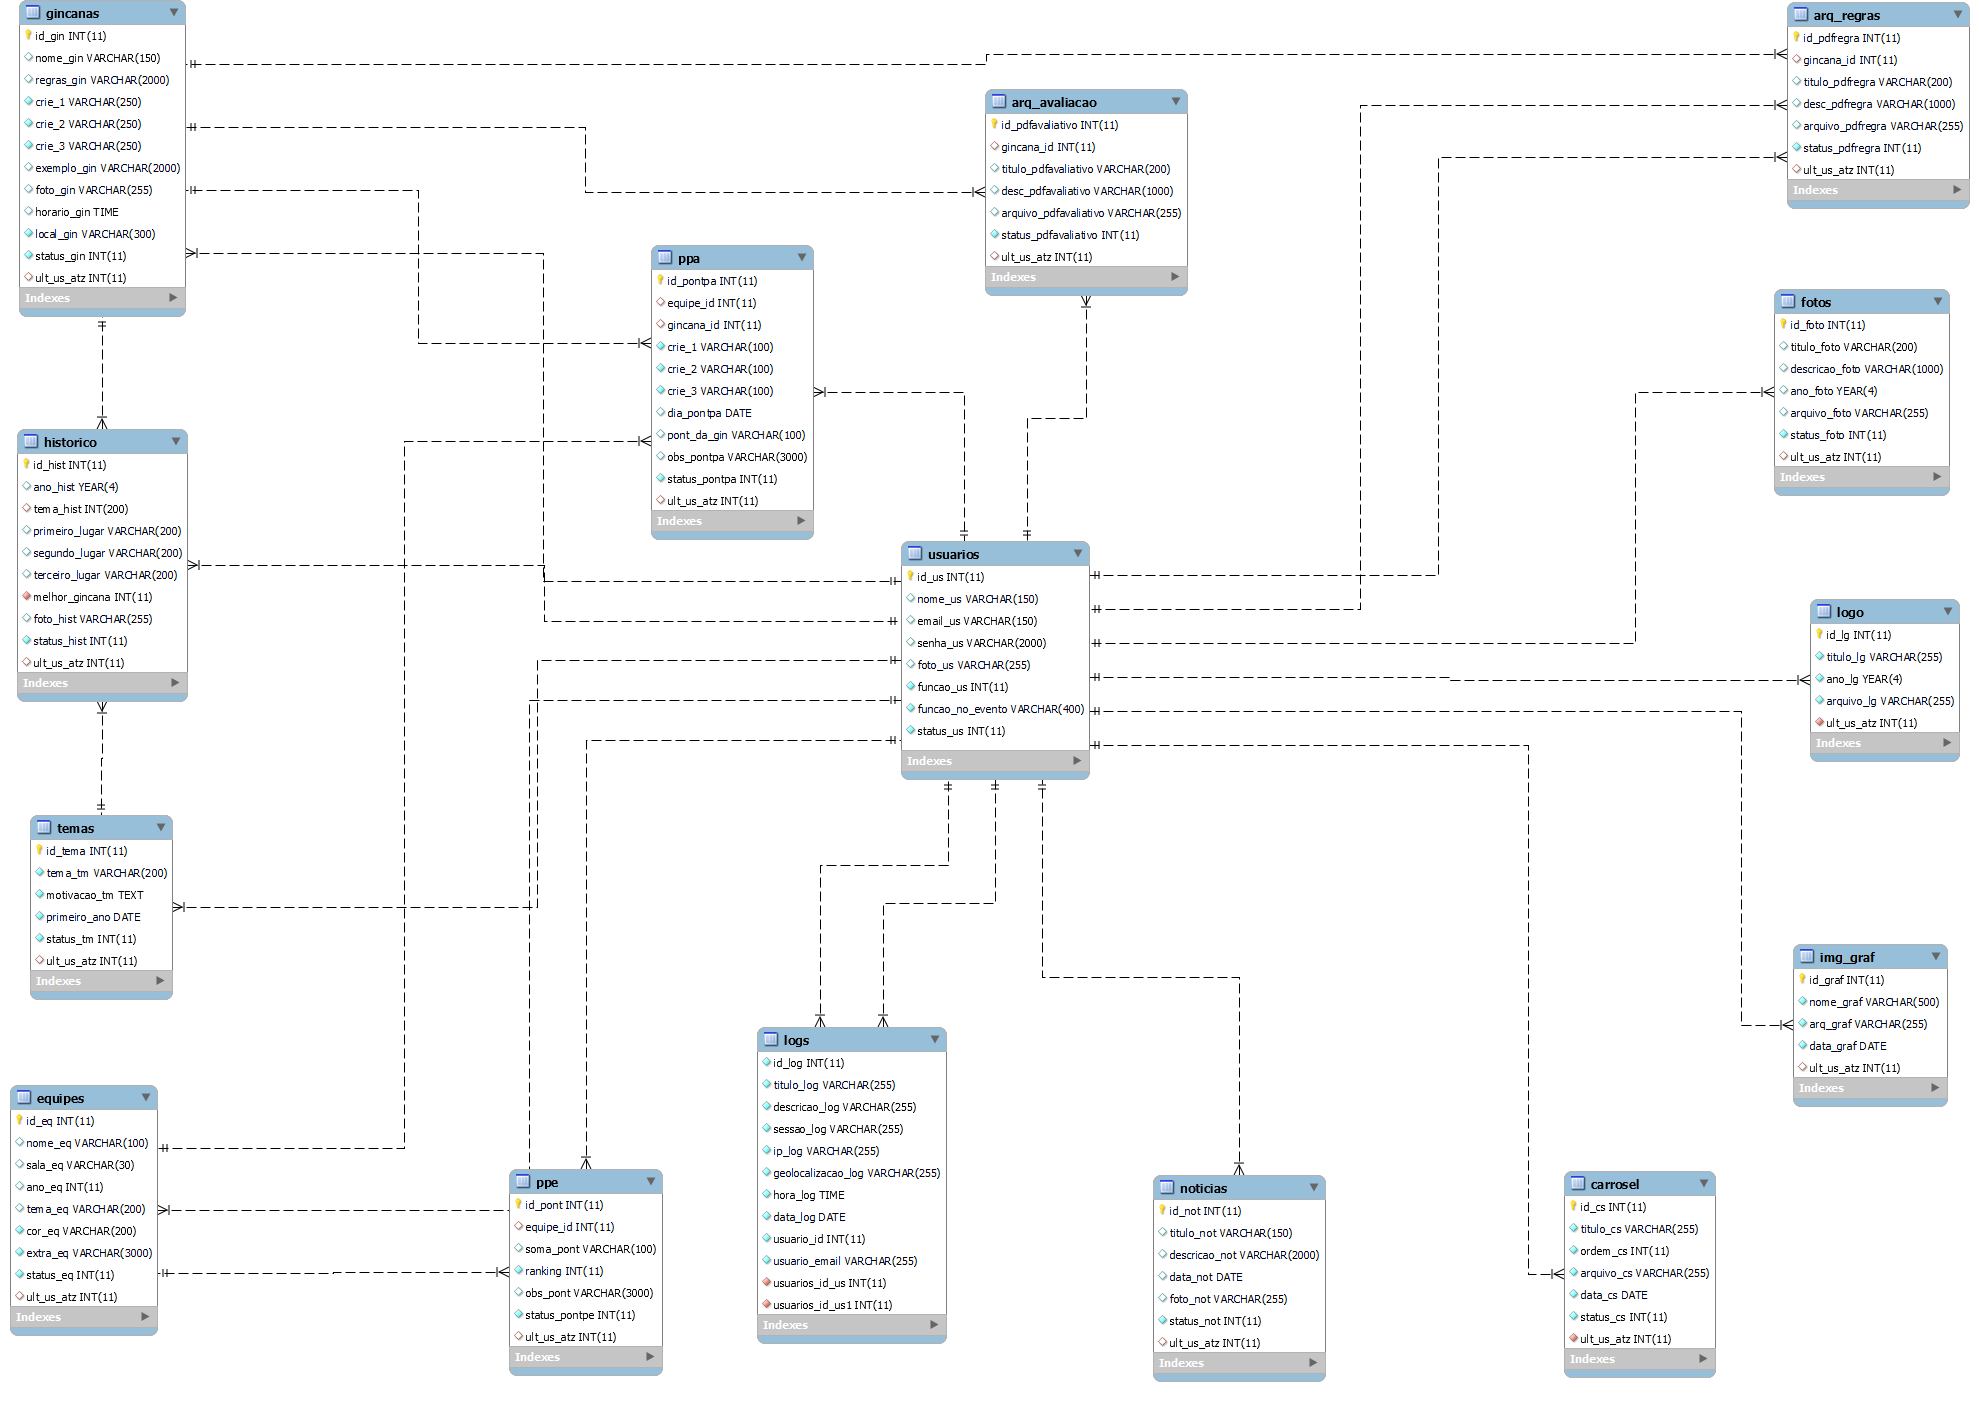 gincanas
id_gin INT(11)
nome_gin VARCHAR(150)
regras_gin VARCHAR(2000)
crie_1 VARCHAR(250)
crie_2 VARCHAR(250)
crie_3 VARCHAR(250)
exemplo_gin VARCHAR(2000)
foto_gin VARCHAR(255)
horario_gin TIME
local_gin VARCHAR(300)
status_gin INT(11)
ult_us_atz INT(11)
Indexes
arq_regras
id_pdfregra INT(11)
gincana_id INT(11)
titulo_pdfregra VARCHAR(200)
desc_pdfregra VARCHAR(1000)
arquivo_pdfregra VARCHAR(255)
status_pdfregra INT(11)
ult_us_atz INT(11)
Indexes
arq_avaliacao
id_pdfavaliativo INT(11)
gincana_id INT(11)
titulo_pdfavaliativo VARCHAR(200)
desc_pdfavaliativo VARCHAR(1000)
arquivo_pdfavaliativo VARCHAR(255)
status_pdfavaliativo INT(11)
ult_us_atz INT(11)
Indexes
ppa
id_pontpa INT(11)
equipe_id INT(11)
gincana_id INT(11)
crie_1 VARCHAR(100)
crie_2 VARCHAR(100)
crie_3 VARCHAR(100)
dia_pontpa DATE
pont_da_gin VARCHAR(100)
obs_pontpa VARCHAR(3000)
status_pontpa INT(11)
ult_us_atz INT(11)
Indexes
fotos
id_foto INT(11)
titulo_foto VARCHAR(200)
descricao_foto VARCHAR(1000)
ano_foto YEAR(4)
arquivo_foto VARCHAR(255)
status_foto INT(11)
ult_us_atz INT(11)
Indexes
historico
id_hist INT(11)
ano_hist YEAR(4)
tema_hist INT(200)
primeiro_lugar VARCHAR(200)
segundo_lugar VARCHAR(200)
terceiro_lugar VARCHAR(200)
melhor_gincana INT(11)
foto_hist VARCHAR(255)
status_hist INT(11)
ult_us_atz INT(11)
Indexes
usuarios
id_us INT(11)
nome_us VARCHAR(150)
email_us VARCHAR(150)
senha_us VARCHAR(2000)
foto_us VARCHAR(255)
funcao_us INT(11)
funcao_no_evento VARCHAR(400)
status_us INT(11)
Indexes
logo
id_lg INT(11)
titulo_lg VARCHAR(255)
ano_lg YEAR(4)
arquivo_lg VARCHAR(255)
ult_us_atz INT(11)
Indexes
temas
id_tema INT(11)
tema_tm VARCHAR(200)
motivacao_tm TEXT
primeiro_ano DATE
status_tm INT(11)
ult_us_atz INT(11)
Indexes
img_graf
id_graf INT(11)
nome_graf VARCHAR(500)
arq_graf VARCHAR(255)
data_graf DATE
ult_us_atz INT(11)
Indexes
logs
id_log INT(11)
titulo_log VARCHAR(255)
descricao_log VARCHAR(255)
sessao_log VARCHAR(255)
ip_log VARCHAR(255)
geolocalizacao_log VARCHAR(255)
hora_log TIME
data_log DATE
usuario_id INT(11)
usuario_email VARCHAR(255)
usuarios_id_us INT(11)
usuarios_id_us1 INT(11)
Indexes
equipes
id_eq INT(11)
nome_eq VARCHAR(100)
sala_eq VARCHAR(30)
ano_eq INT(11)
tema_eq VARCHAR(200)
cor_eq VARCHAR(200)
extra_eq VARCHAR(3000)
status_eq INT(11)
ult_us_atz INT(11)
Indexes
ppe
id_pont INT(11)
equipe_id INT(11)
soma_pont VARCHAR(100)
ranking INT(11)
obs_pont VARCHAR(3000)
status_pontpe INT(11)
ult_us_atz INT(11)
Indexes
noticias
id_not INT(11)
titulo_not VARCHAR(150)
descricao_not VARCHAR(2000)
data_not DATE
foto_not VARCHAR(255)
status_not INT(11)
ult_us_atz INT(11)
Indexes
carrosel
id_cs INT(11)
titulo_cs VARCHAR(255)
ordem_cs INT(11)
arquivo_cs VARCHAR(255)
data_cs DATE
status_cs INT(11)
ult_us_atz INT(11)
Indexes